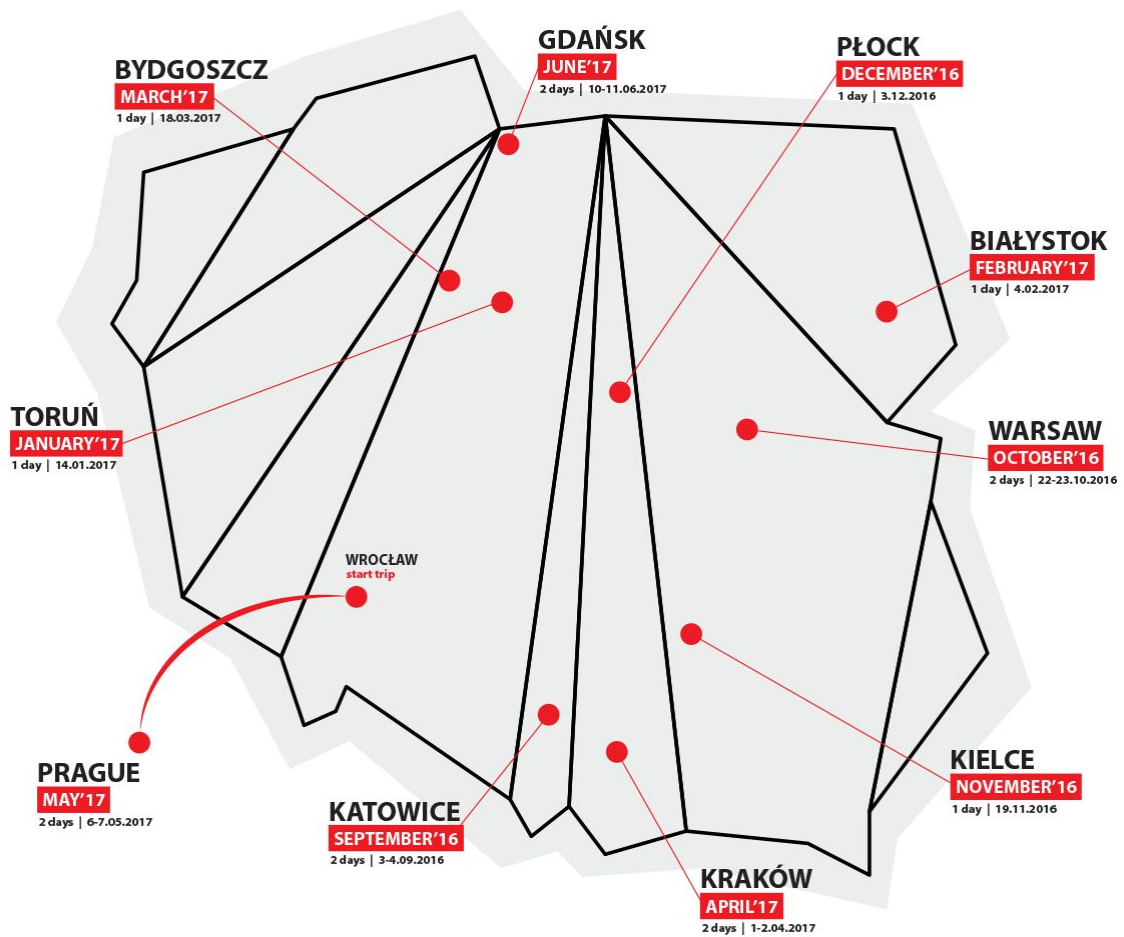 GDAŃSK
JUNE'17
2 days | 10-11.06.2017
PŁOCK
DECEMBER'16
1 day | 3.12.2016
BYDGOSZCZ
MARCH'17
1 day | 18.03.2017
BIAŁYSTOK
FEBRUARY'17
1 day | 4.02.2017
TORUŃ
JANUARY'17
1 day | 14.01.2017
WARSAW
OCTOBER'16
2 days | 22-23.10.2016
WROCŁAW
start trip
PRAGUE
MAY'17
2 days | 6-7.05.2017
KIELCE
NOVEMBER'16
1 day | 19.11.2016
KATOWICE
SEPTEMBER'16
2 days | 3-4.09.2016
KRAKÓW
APRIL'17
2 days | 1-2.04.2017